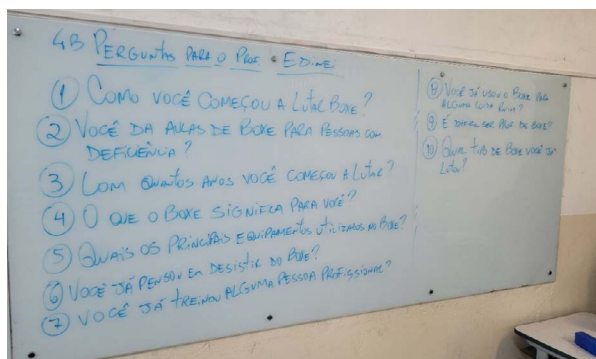 4B PERGUNTAS PARA O PROF. EDINEI
① COMO VOCÊ COMEÇOU A LUTAR BOXE?
② VOCÊ DA AULAS DE BOXE PARA PESSOAS COM
DEFICIÊNCIA?
③ COM QUANTOS ANOS VOCÊ COMEÇOU A LUTAR?
④ O QUE O BOXE SIGNIFICA PARA VOCÊ?
⑤ QUAIS OS PRINCIPAIS EQUIPAMENTOS UTILIZADOS NO BOXE?
⑥ VOCÊ JÁ PENSOU EM DESISTIR DO BOXE?
⑦ VOCÊ JÁ TREINOU ALGUMA PESSOA PROFISSIONAL?
⑧ VOCÊ JÁ USOU O BOXE PARA
ALGUMA COISA RUIM?
⑨ É DIFICIL SER PROF DE BOXE?
⑩ QUAL TIPO DE BOXE VOCÊ JÁ
LUTOU?